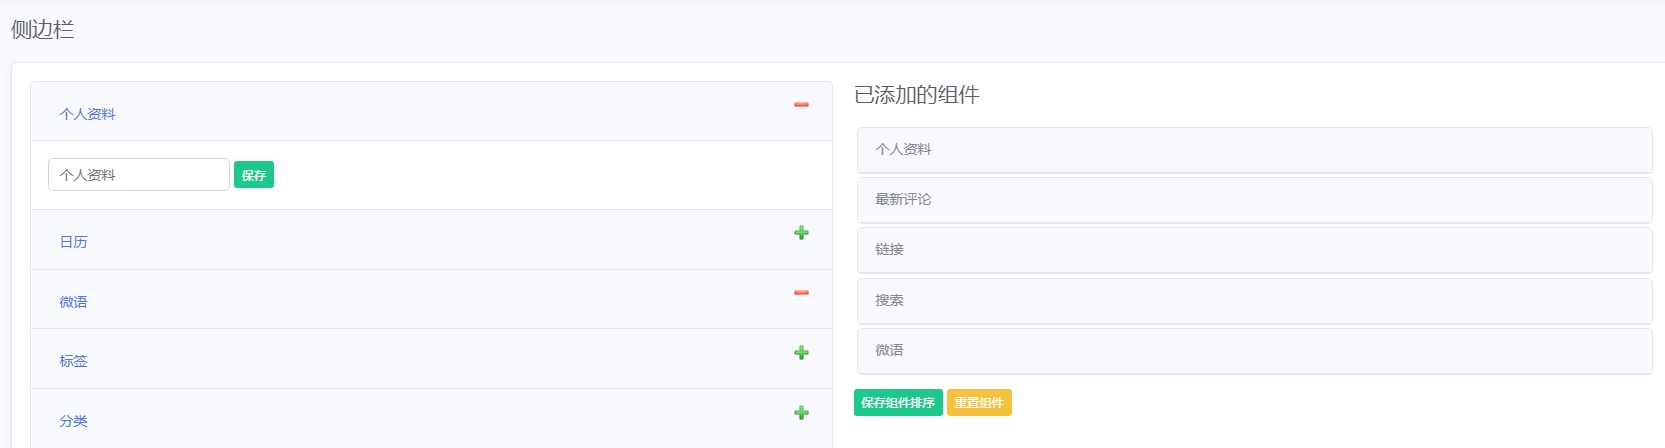 侧边栏
个人资料
个人资料
保存
日历
微语
标签
分类
已添加的组件
个人资料
最新评论
链接
搜索
微语
保存组件排序
重置组件